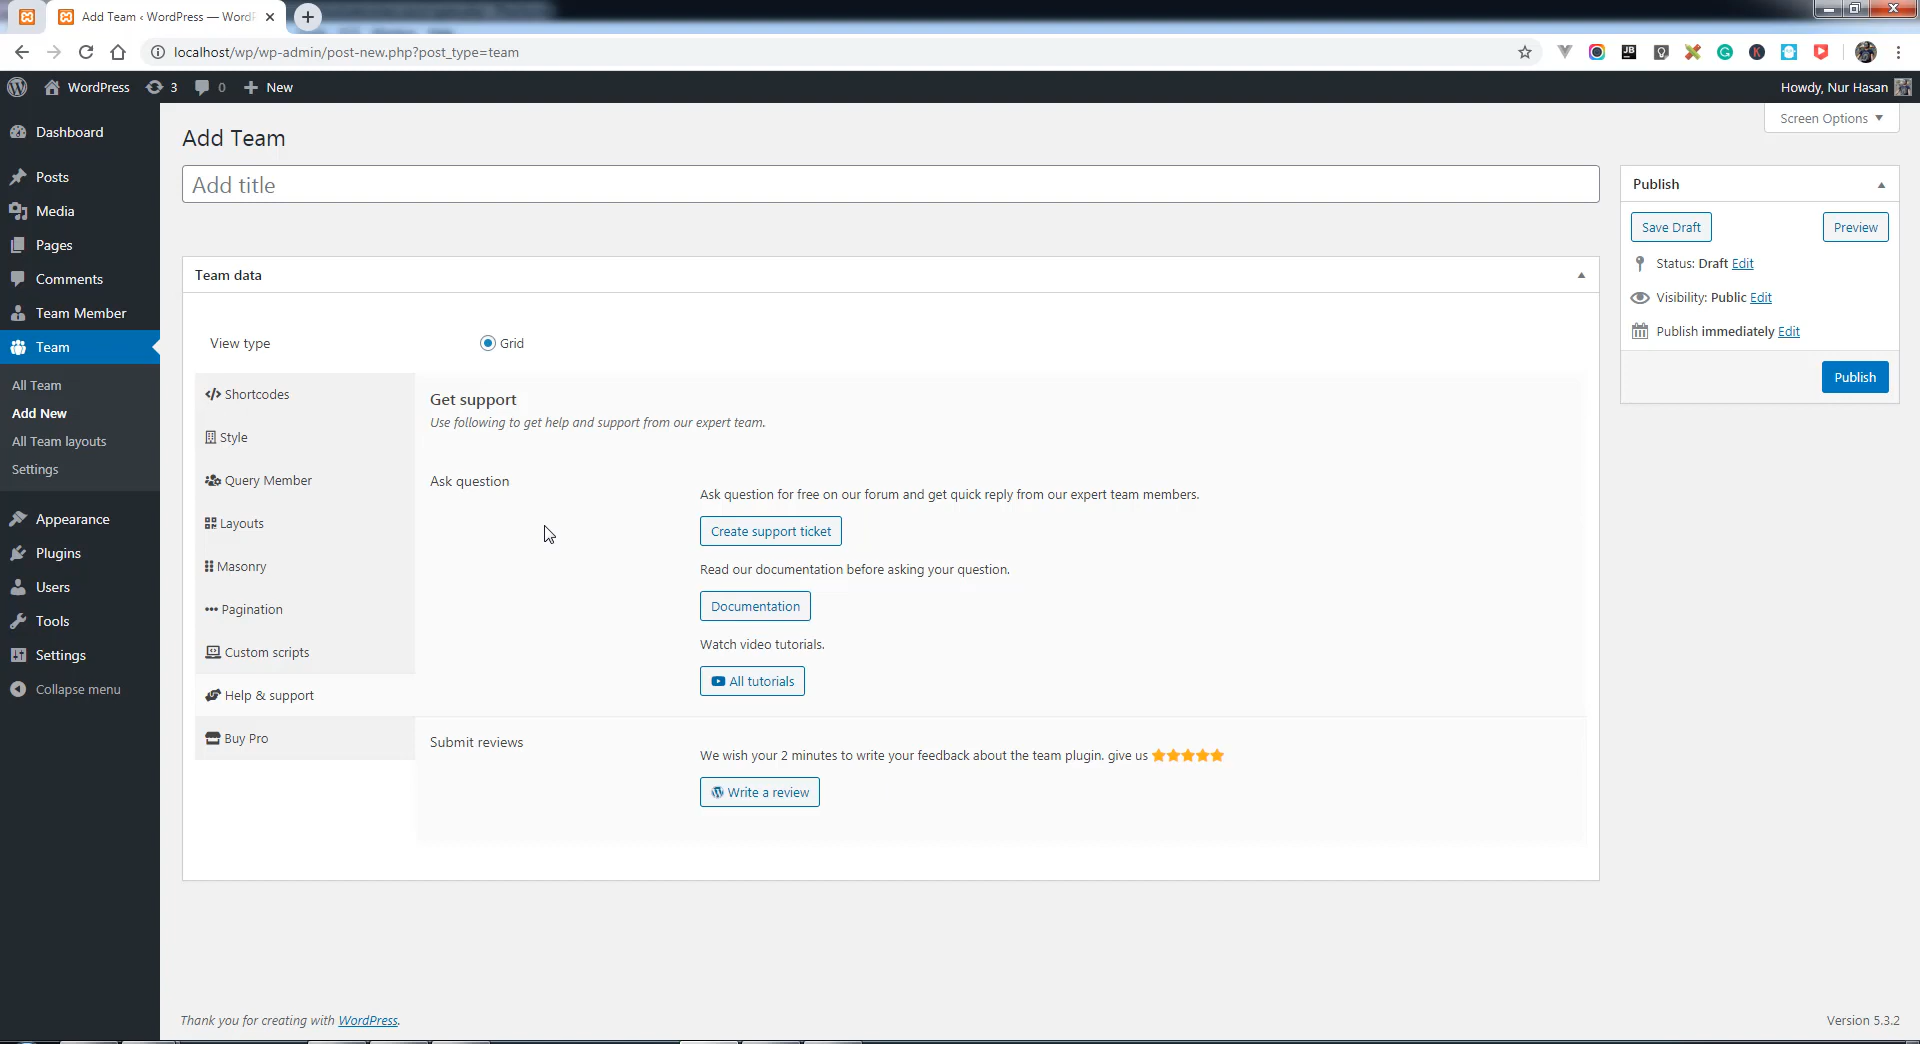 Add Team ‹ WordPress — WordP
localhost/wp/wp-admin/post-new.php?post_type=team
WordPress 3 0 New
Howdy, Nur Hasan
Screen Options
Dashboard
Posts
Media
Pages
Comments
Team Member
Team
All Team
Add New
All Team layouts
Settings
Appearance
Plugins
Users
Tools
Settings
Collapse menu
Add Team
Add title
Team data
View type
Grid
Shortcodes
Style
Query Member
Layouts
Masonry
Pagination
Custom scripts
Help & support
Buy Pro
Get support
Use following to get help and support from our expert team.
Ask question
Ask question for free on our forum and get quick reply from our expert team members.
Create support ticket
Read our documentation before asking your question.
Documentation
Watch video tutorials.
All tutorials
Submit reviews
We wish your 2 minutes to write your feedback about the team plugin. give us
Write a review
Publish
Save Draft
Preview
Status: Draft Edit
Visibility: Public Edit
Publish immediately Edit
Publish
Thank you for creating with WordPress.
Version 5.3.2